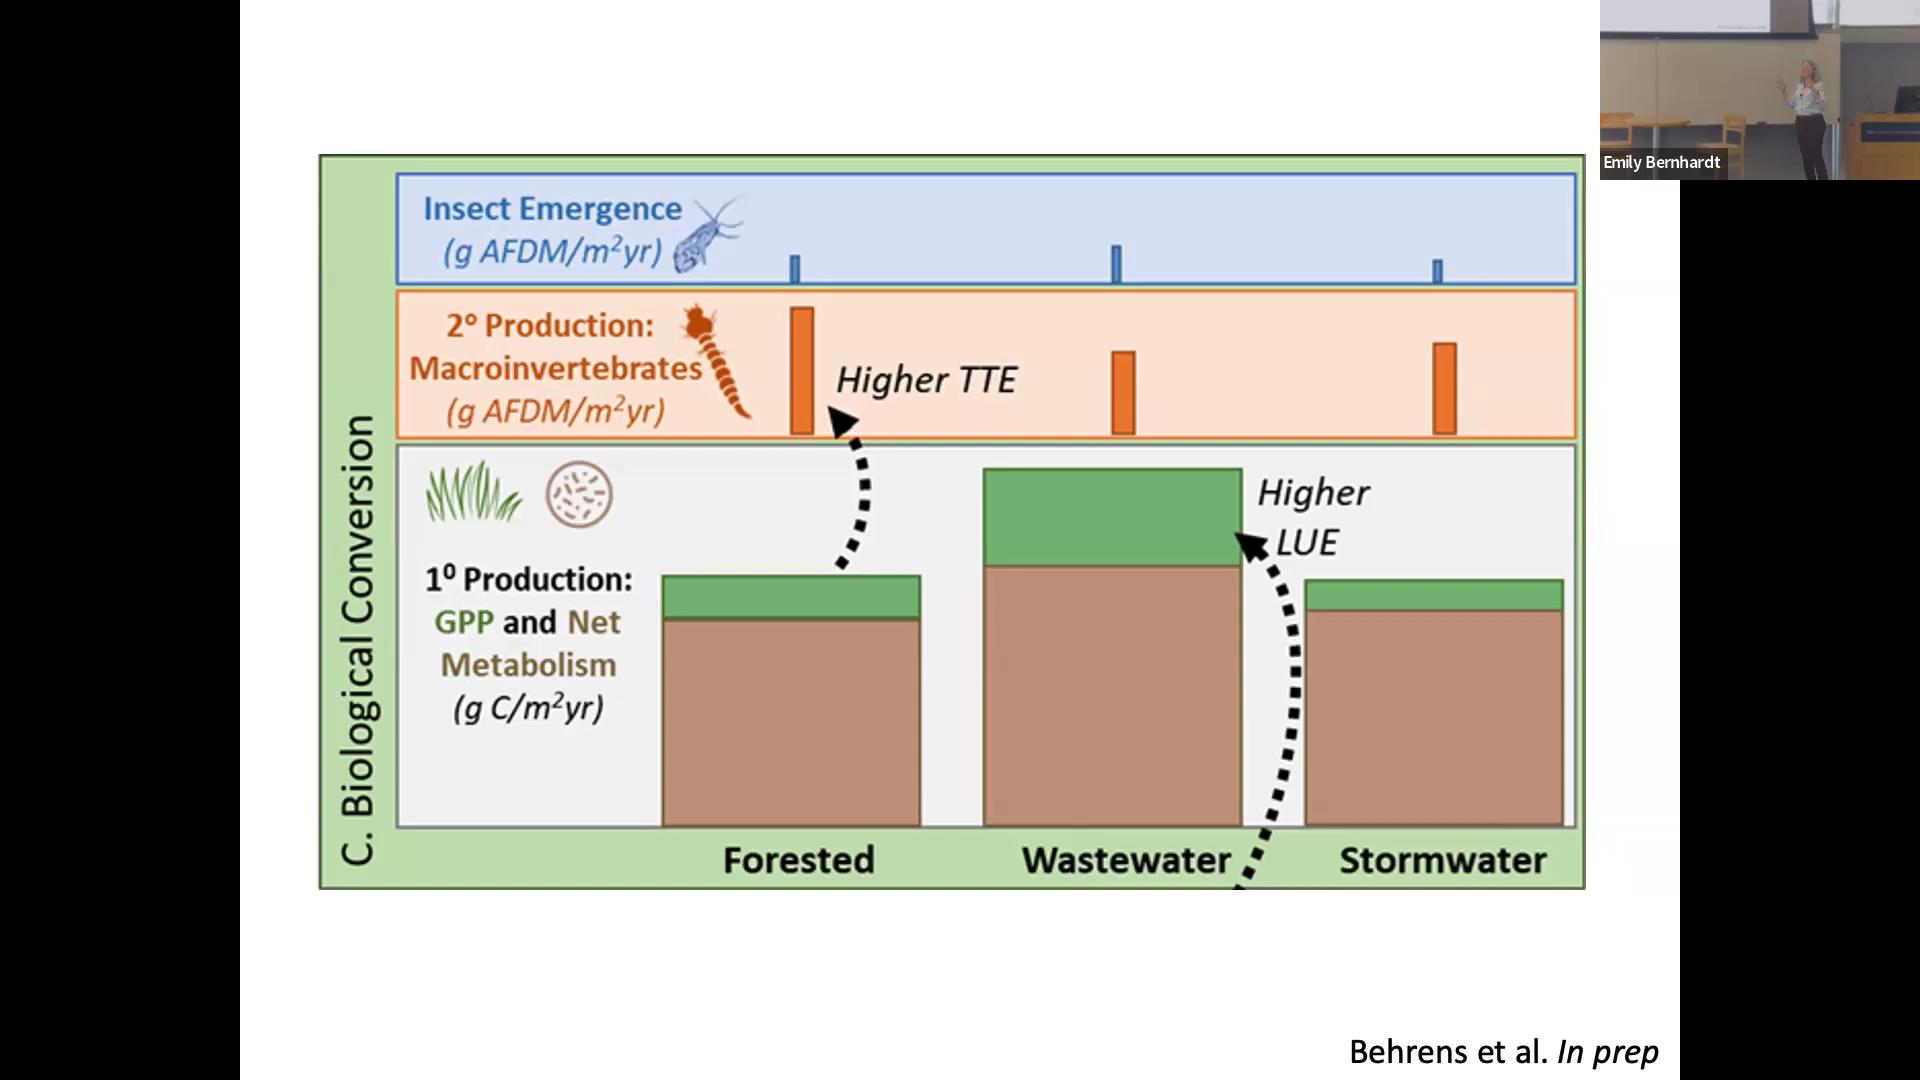 Emily Bernhardt
Insect Emergence
(g AFDM/m²yr)
2° Production:
Macroinvertebrates
(g AFDM/m²yr)
Higher TTE
Higher
LUE
1⁰ Production:
GPP and Net
Metabolism
(g C/m²yr)
C. Biological Conversion
Forested
Wastewater
Stormwater
Behrens et al. In prep